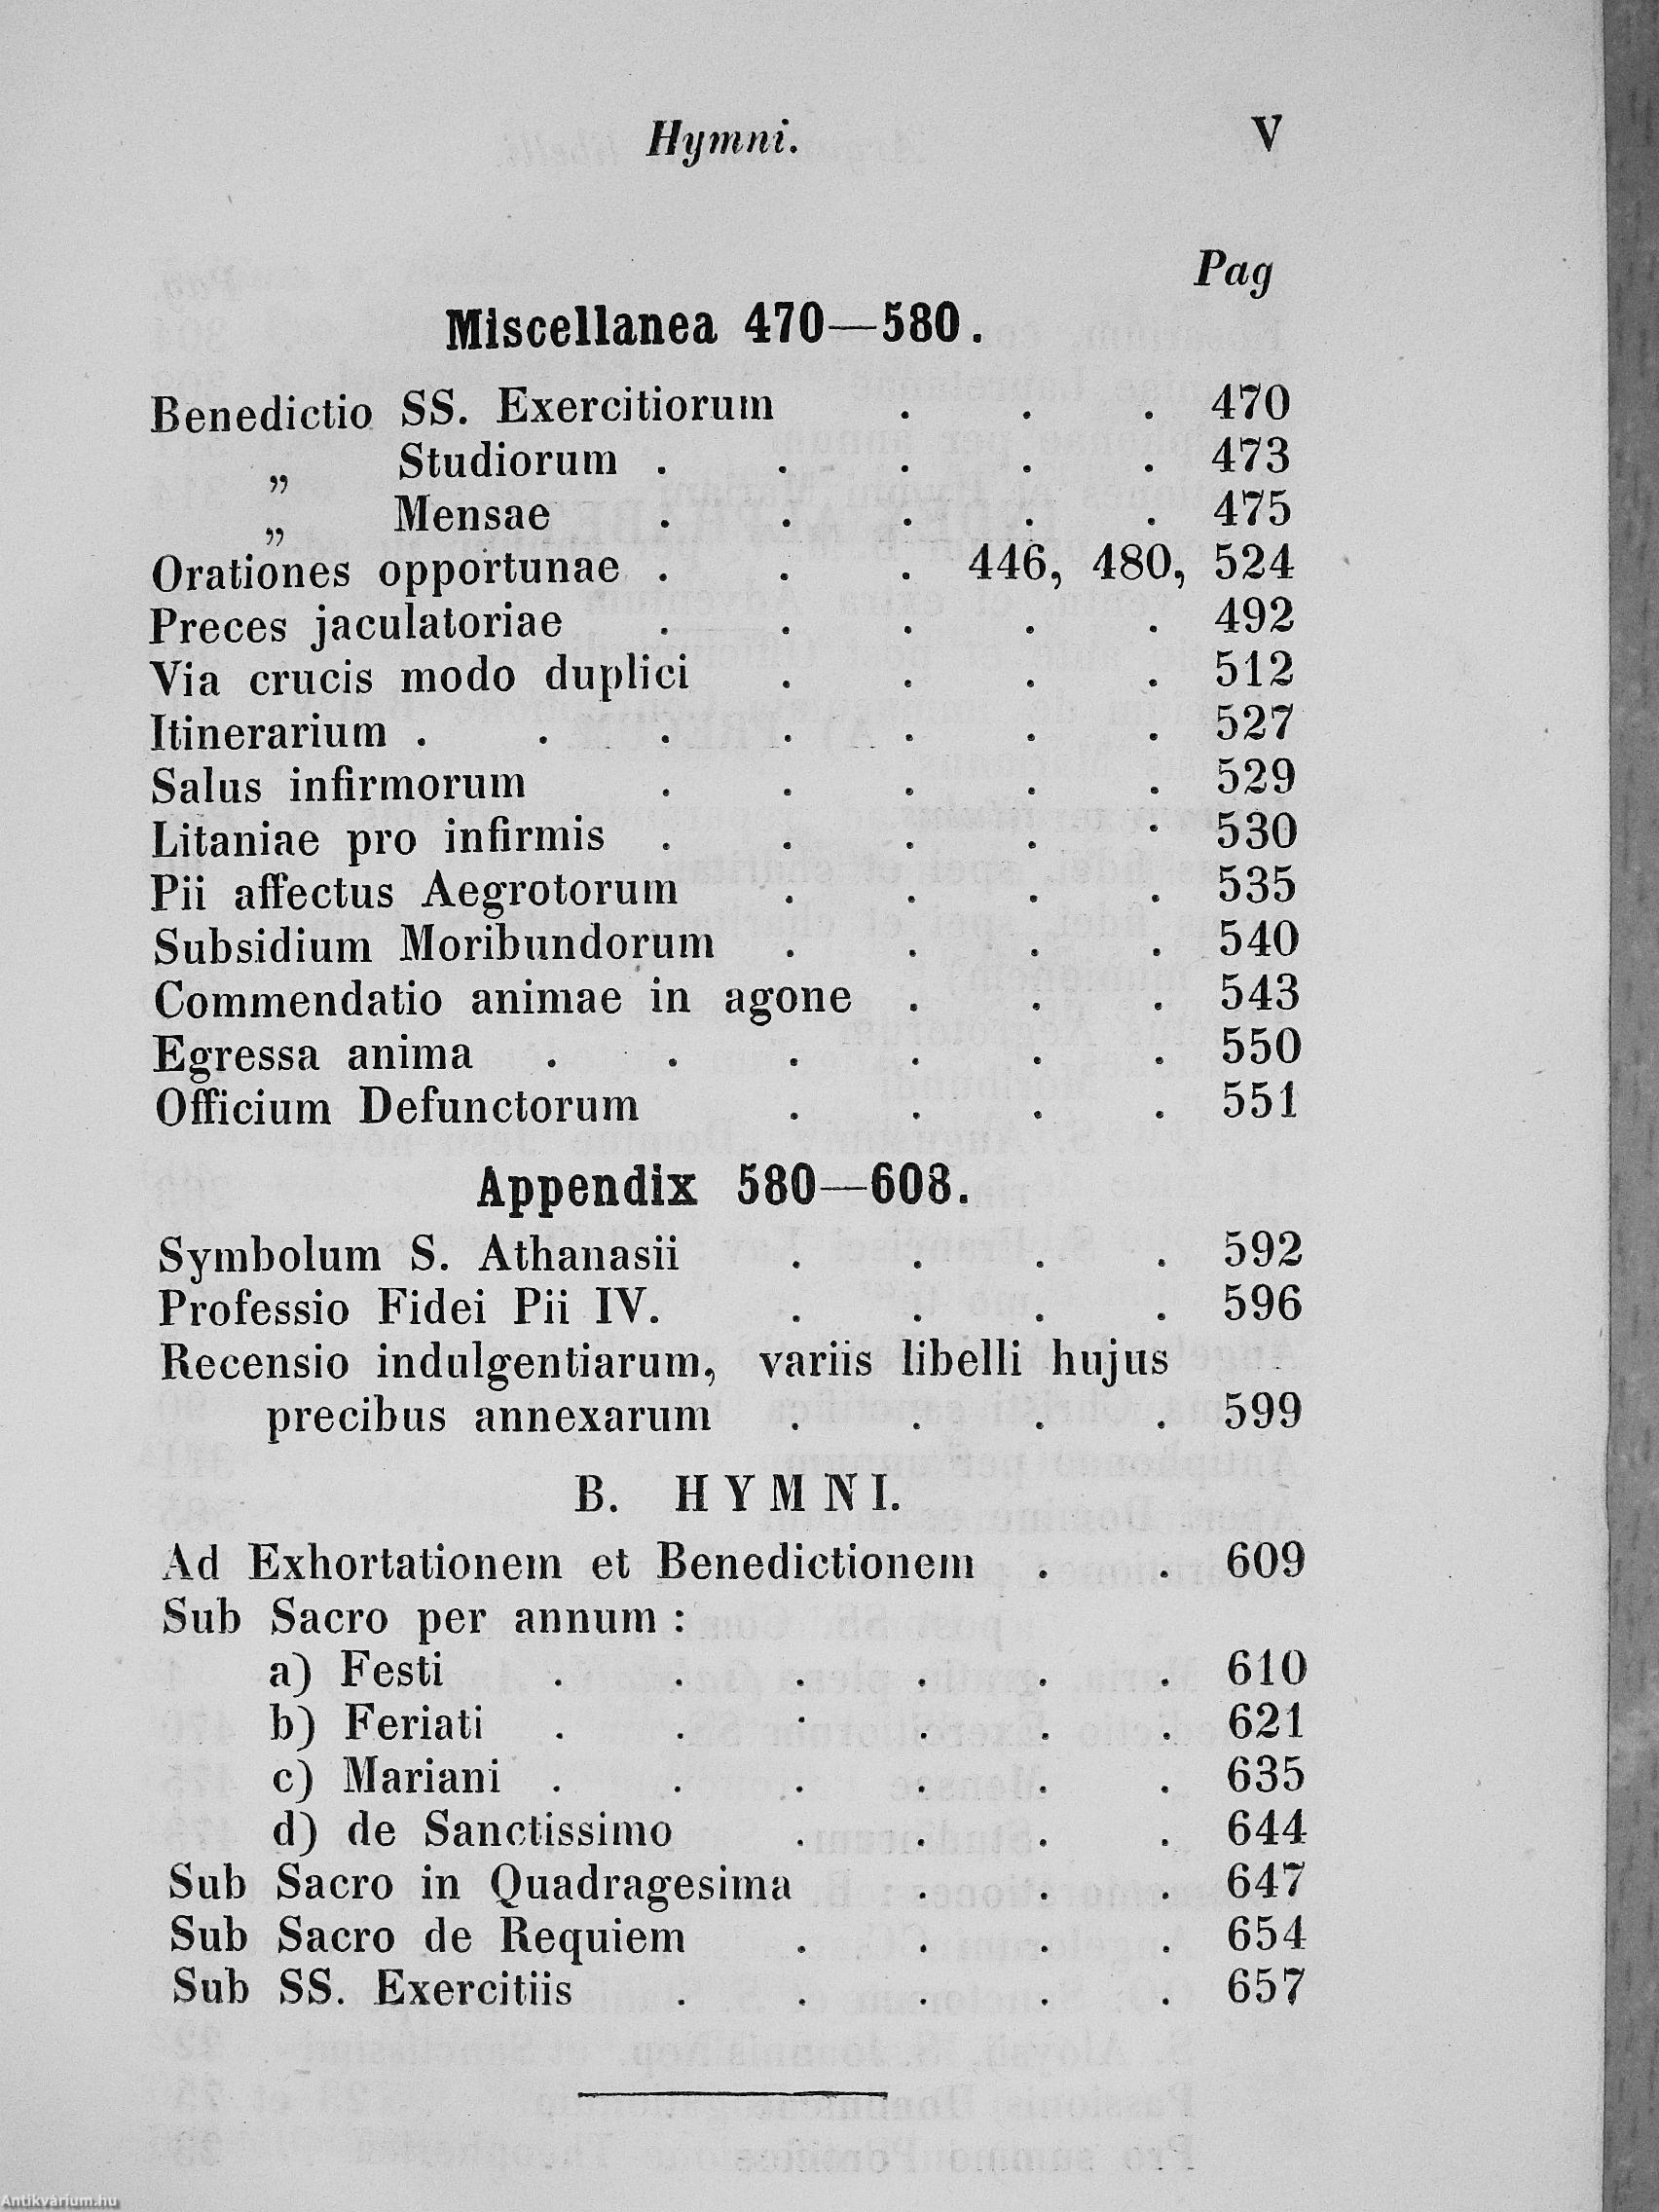 Hymni. V
Pag
Miscellanea 470—580.
Benedictio SS. Exercitiorum . . . 470
„ Studiorum . . . . . 473
„ Mensae . . . . . 475
Orationes opportunae . . . 446, 480, 524
Preces jaculatoriae . . . . . 492
Via crucis modo duplici . . . . 512
Itinerarium . . . . . . . 527
Salus infirmorum . . . . . 529
Litaniae pro infirmis . . . . . 530
Pii affectus Aegrotorum . . . . 535
Subsidium Moribundorum . . . . 540
Commendatio animae in agone . . . 543
Egressa anima . . . . . . 550
Officium Defunctorum . . . . 551
Appendix 580—608.
Symbolum S. Athanasii . . . . 592
Professio Fidei Pii IV. . . . . 596
Recensio indulgentiarum, variis libelli hujus
precibus annexarum . . . . 599
B. HYMNI.
Ad Exhortationem et Benedictionem . . 609
Sub Sacro per annum :
a) Festi . . . . . . 610
b) Feriati . . . . . . 621
c) Mariani . . . . . . 635
d) de Sanctissimo . . . . 644
Sub Sacro in Quadragesima . . . 647
Sub Sacro de Requiem . . . . 654
Sub SS. Exercitiis . . . . . 657
Antikvarium.hu